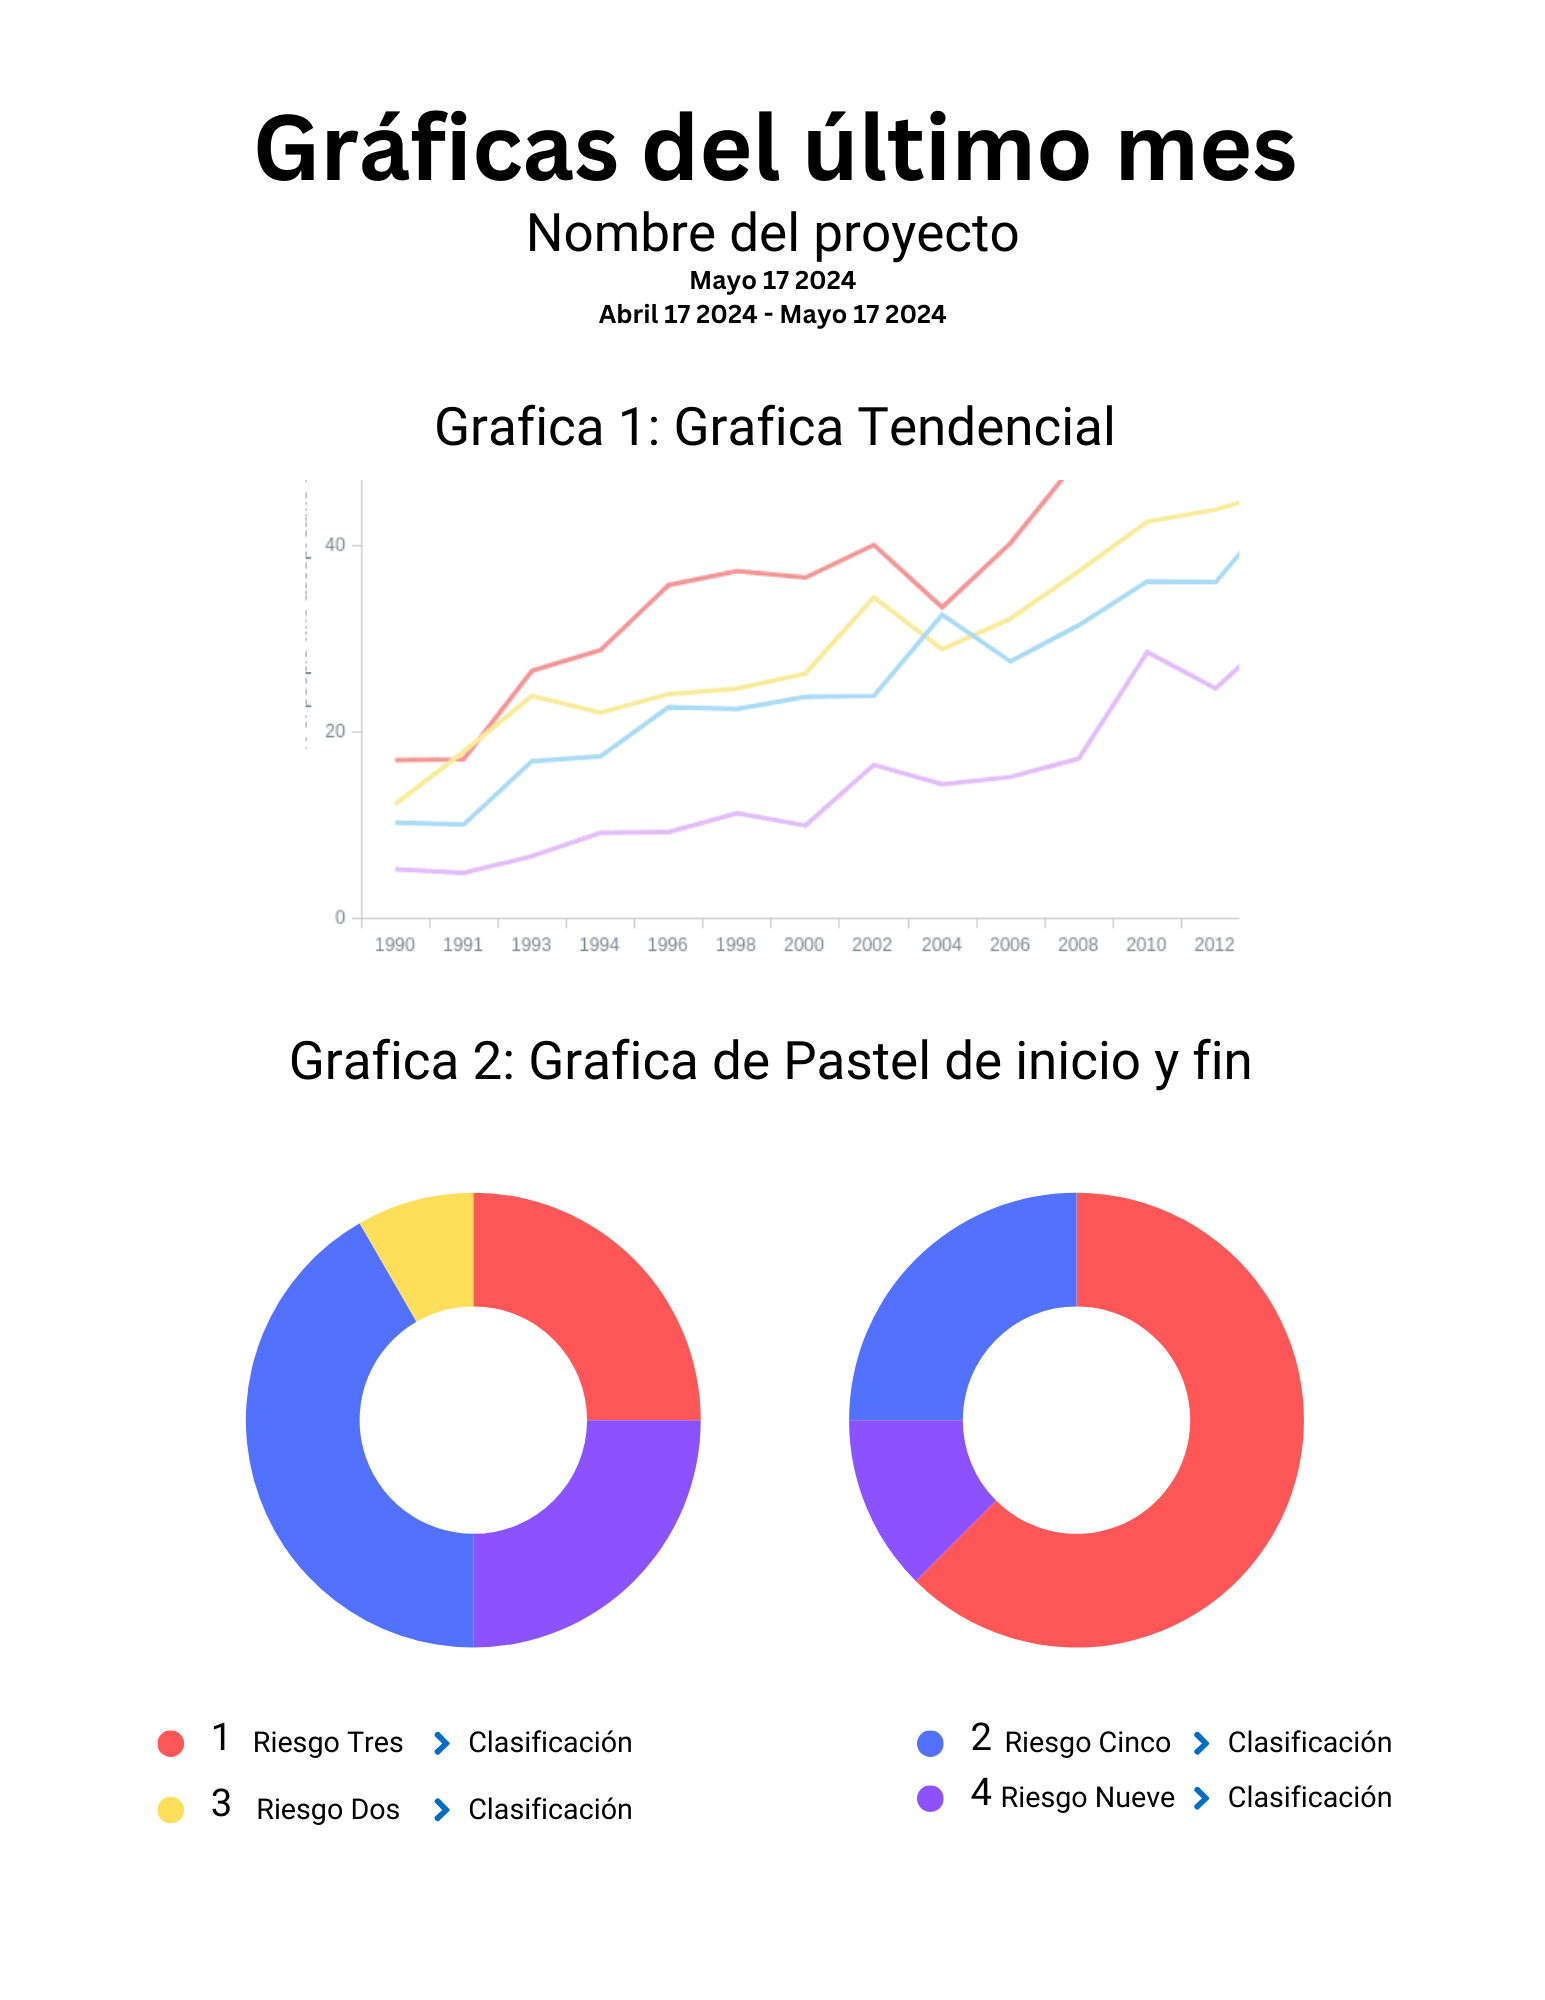 Gráficas del último mes
Nombre del proyecto
Mayo 17 2024
Abril 17 2024 - Mayo 17 2024
Grafica 1: Grafica Tendencial
40
20
0
1990 1991 1993 1994 1996 1998 2000 2002 2004 2006 2008 2010 2012
Grafica 2: Grafica de Pastel de inicio y fin
1 Riesgo Tres Clasificación
2 Riesgo Cinco Clasificación
3 Riesgo Dos Clasificación
4 Riesgo Nueve Clasificación